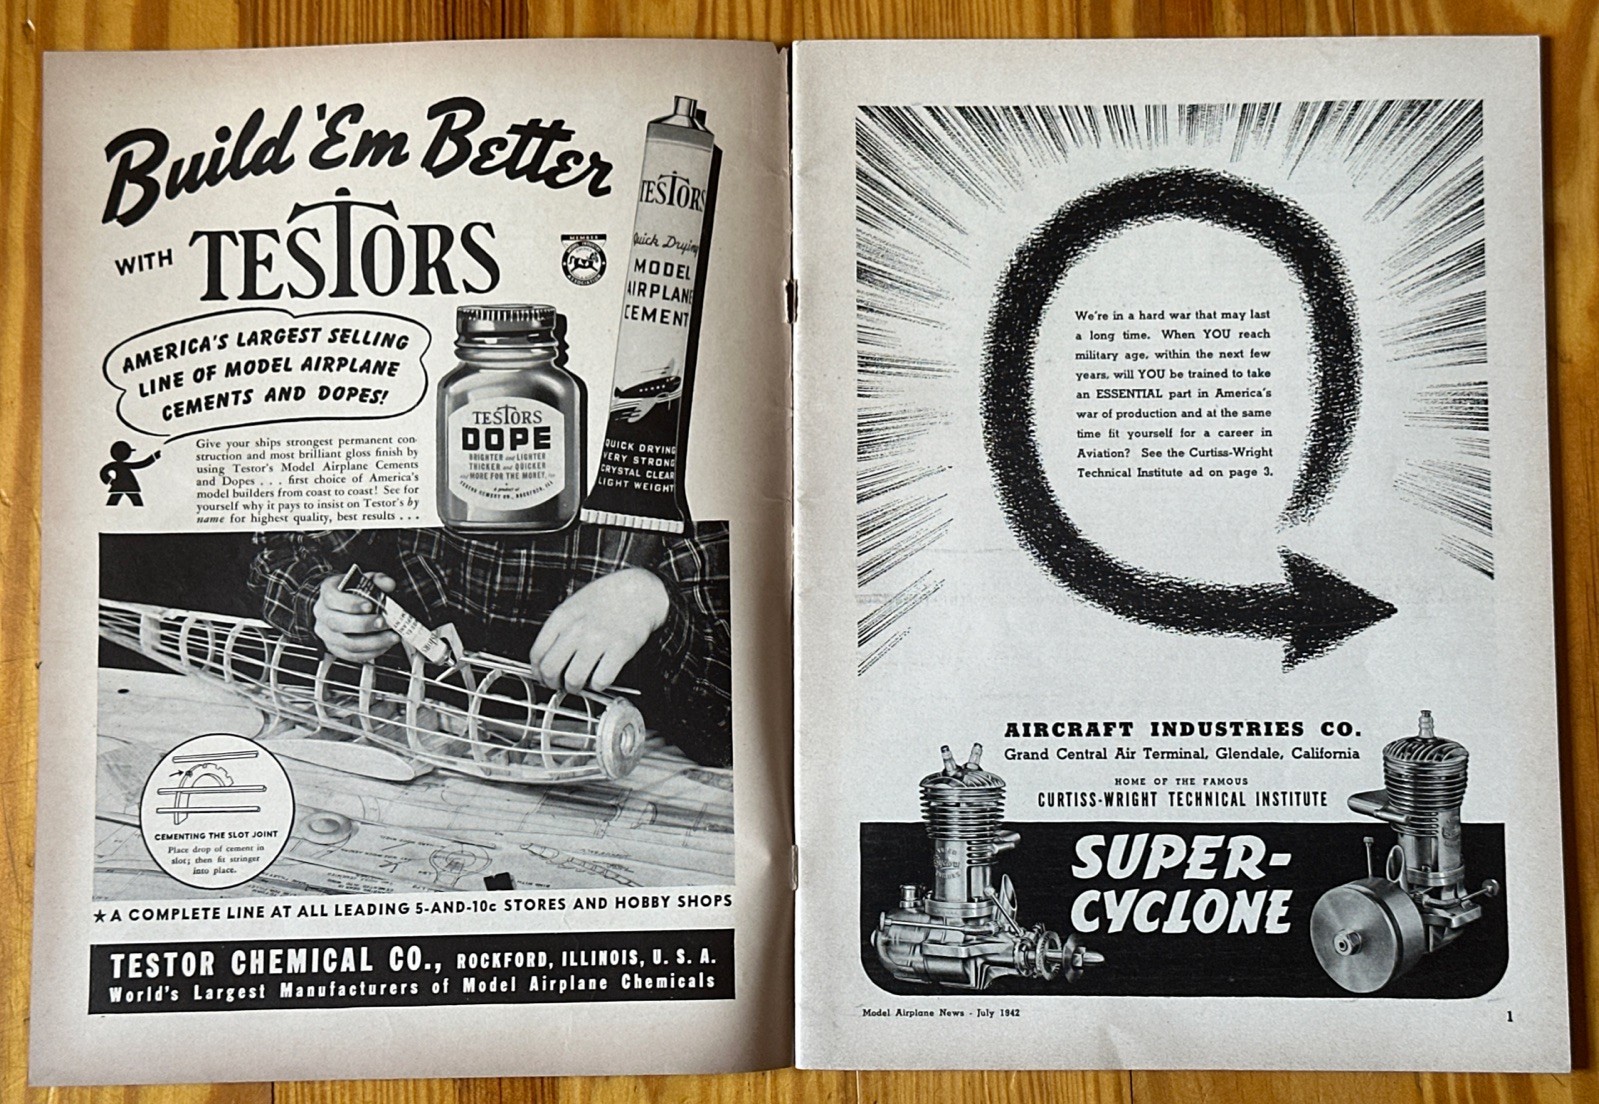 Build 'Em Better
WITH TESTORS
MEMBER
TESTORS
Quick Drying
MODEL
AIRPLANE
CEMENT
QUICK DRYING
VERY STRONG
CRYSTAL CLEAR
LIGHT WEIGHT
AMERICA'S LARGEST SELLING
LINE OF MODEL AIRPLANE
CEMENTS AND DOPES!
TESTORS
DOPE
BRIGHTER and LIGHTER
THICKER and QUICKER
and MORE FOR THE MONEY
Give your ships strongest permanent con-
struction and most brilliant gloss finish by
using Testor's Model Airplane Cements
and Dopes . . . first choice of America's
model builders from coast to coast! See for
yourself why it pays to insist on Testor's by
name for highest quality, best results . . .
CEMENTING THE SLOT JOINT
Place drop of cement in
slot; then fit stringer
into place.
★A COMPLETE LINE AT ALL LEADING 5-AND-10c STORES AND HOBBY SHOPS
TESTOR CHEMICAL CO., ROCKFORD, ILLINOIS, U. S. A.
World's Largest Manufacturers of Model Airplane Chemicals
We're in a hard war that may last
a long time. When YOU reach
military age, within the next few
years, will YOU be trained to take
an ESSENTIAL part in America's
war of production and at the same
time fit yourself for a career in
Aviation? See the Curtiss-Wright
Technical Institute ad on page 3.
AIRCRAFT INDUSTRIES CO.
Grand Central Air Terminal, Glendale, California
HOME OF THE FAMOUS
CURTISS-WRIGHT TECHNICAL INSTITUTE
SUPER-
CYCLONE
Model Airplane News - July 1942
1